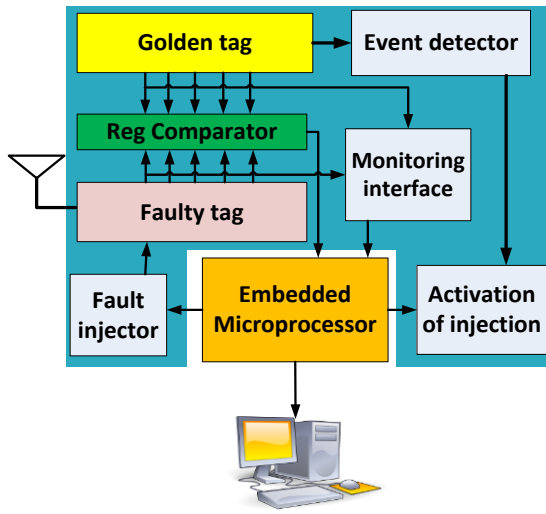 Golden tag
Event detector
Reg Comparator
Monitoring
interface
Faulty tag
Fault
injector
Embedded
Microprocessor
Activation
of injection